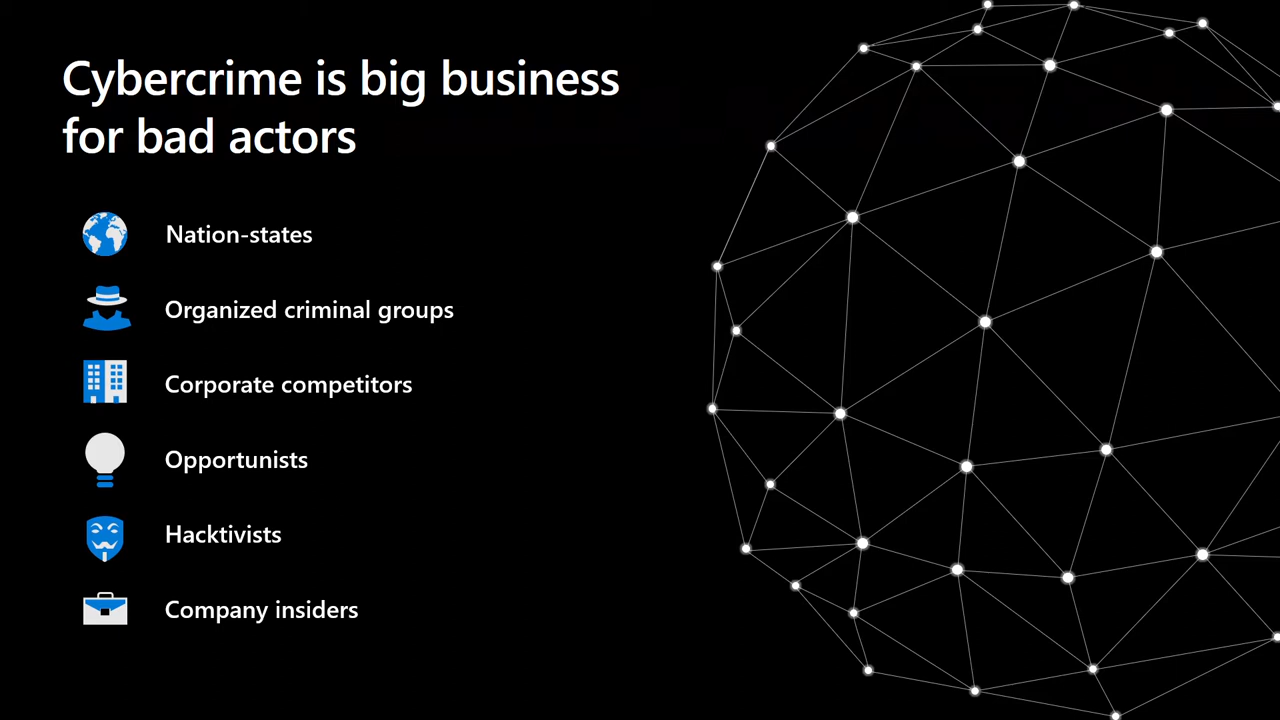 Cybercrime is big business
for bad actors
Nation-states
Organized criminal groups
Corporate competitors
Opportunists
Hacktivists
Company insiders